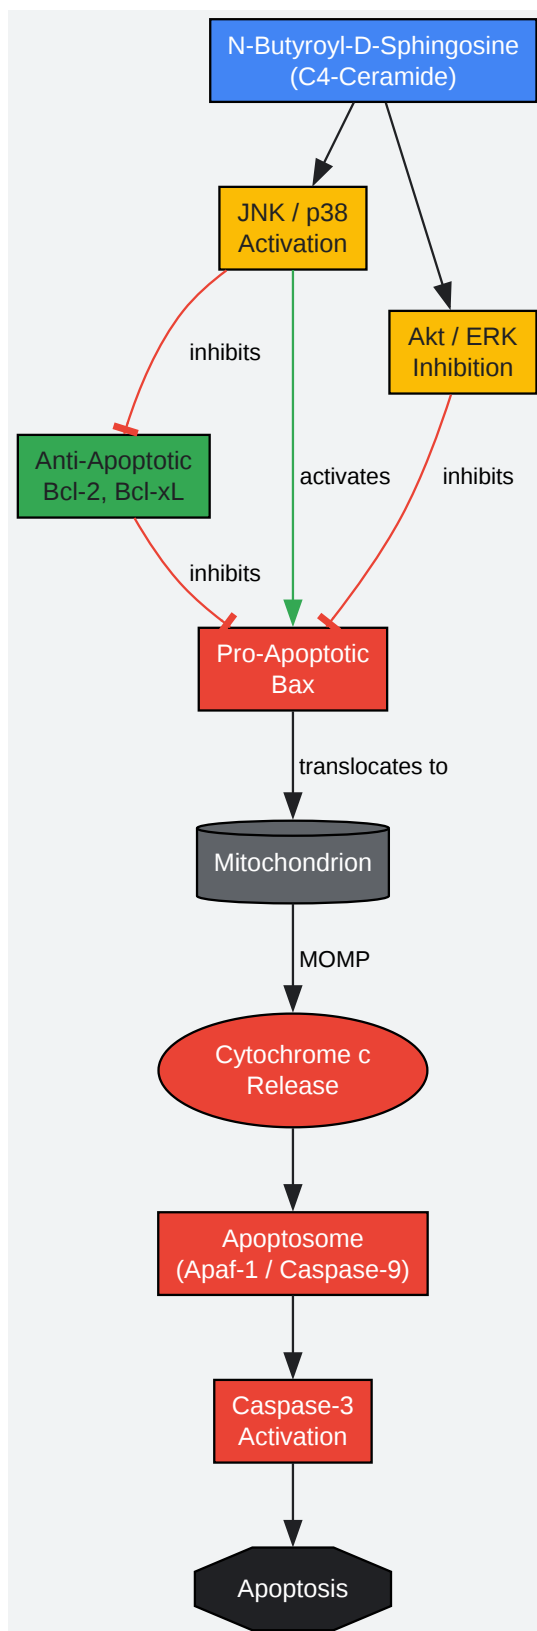 N-Butyroyl-D-Sphingosine
(C4-Ceramide)
JNK / p38
Activation
Akt / ERK
Inhibition
inhibits
Anti-Apoptotic
Bcl-2, Bcl-xL
activates
inhibits
inhibits
Pro-Apoptotic
Bax
translocates to
Mitochondrion
MOMP
Cytochrome c
Release
Apoptosome
(Apaf-1 / Caspase-9)
Caspase-3
Activation
Apoptosis